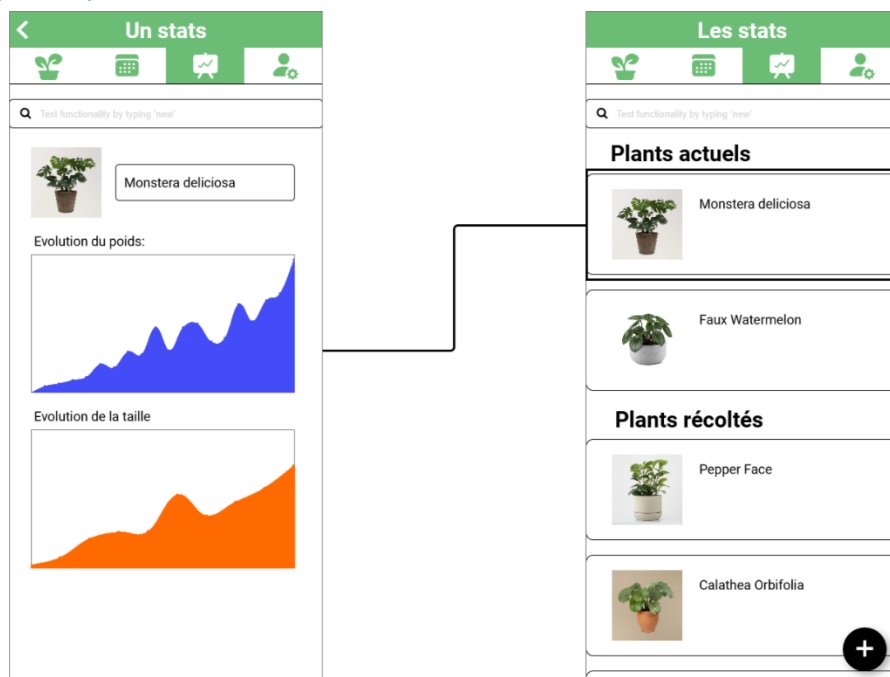 Un stats
Test functionality by typing 'new'
Monstera deliciosa
Evolution du poids:
Evolution de la taille
Les stats
Test functionality by typing 'new'
Plants actuels
Monstera deliciosa
Faux Watermelon
Plants récoltés
Pepper Face
Calathea Orbifolia